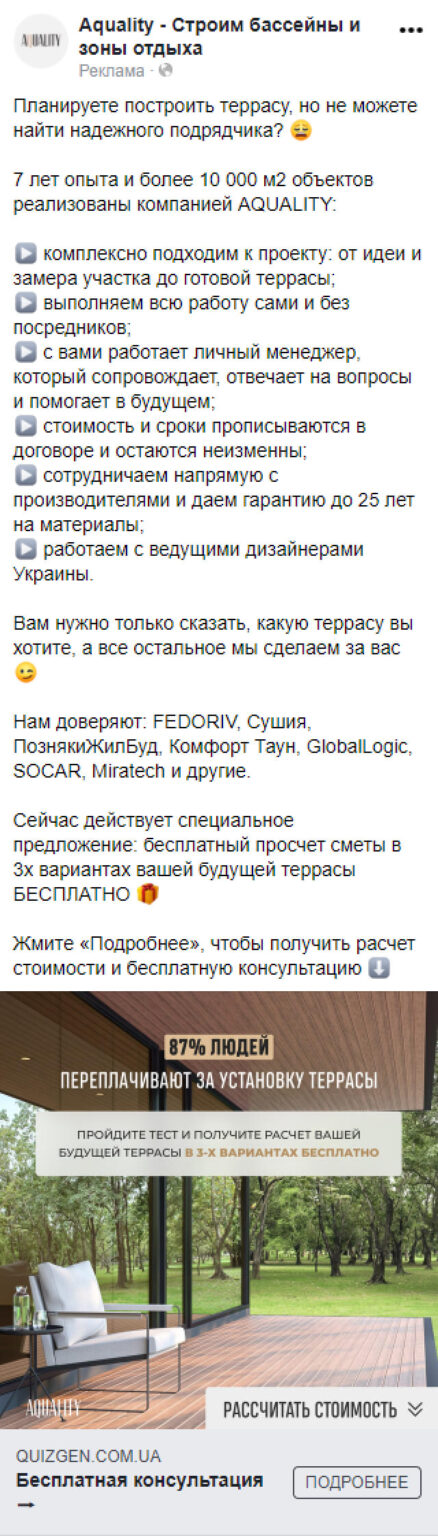 AQUALITY
Aquality - Строим бассейны и
зоны отдыха
Реклама ·
Планируете построить террасу, но не можете
найти надежного подрядчика? 😩
7 лет опыта и более 10 000 м2 объектов
реализованы компанией AQUALITY:
▶️ комплексно подходим к проекту: от идеи и
замера участка до готовой террасы;
▶️ выполняем всю работу сами и без
посредников;
▶️ с вами работает личный менеджер,
который сопровождает, отвечает на вопросы
и помогает в будущем;
▶️ стоимость и сроки прописываются в
договоре и остаются неизменны;
▶️ сотрудничаем напрямую с
производителями и даем гарантию до 25 лет
на материалы;
▶️ работаем с ведущими дизайнерами
Украины.
Вам нужно только сказать, какую террасу вы
хотите, а все остальное мы сделаем за вас
😉
Нам доверяют: FEDORIV, Сушия,
ПознякиЖилБуд, Комфорт Таун, GlobalLogic,
SOCAR, Miratech и другие.
Сейчас действует специальное
предложение: бесплатный просчет сметы в
3х вариантах вашей будущей террасы
БЕСПЛАТНО 🎁
Жмите «Подробнее», чтобы получить расчет
стоимости и бесплатную консультацию ⬇️
87% ЛЮДЕЙ
ПЕРЕПЛАЧИВАЮТ ЗА УСТАНОВКУ ТЕРРАСЫ
ПРОЙДИТЕ ТЕСТ И ПОЛУЧИТЕ РАСЧЕТ ВАШЕЙ
БУДУЩЕЙ ТЕРРАСЫ В 3-Х ВАРИАНТАХ БЕСПЛАТНО
AQUALITY
РАССЧИТАТЬ СТОИМОСТЬ
QUIZGEN.COM.UA
Бесплатная консультация
→
ПОДРОБНЕЕ